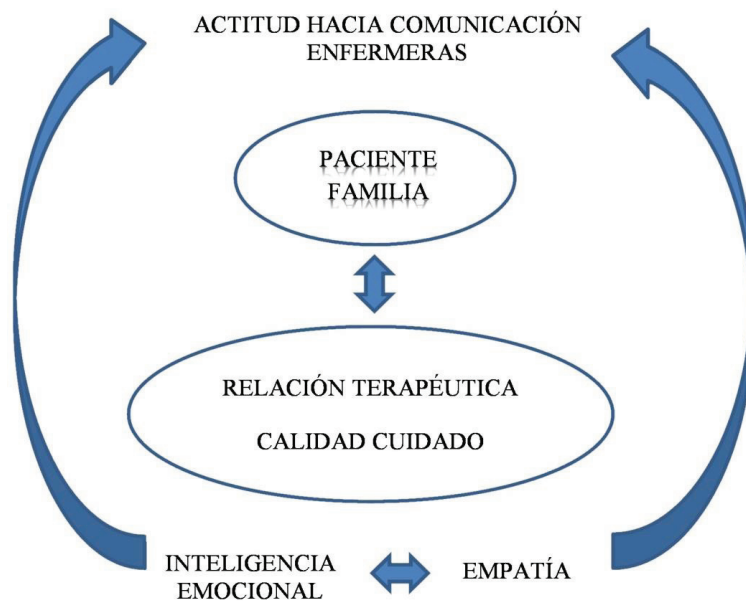 ACTITUD HACIA COMUNICACIÓN
ENFERMERAS
PACIENTE
FAMILIA
RELACIÓN TERAPÉUTICA
CALIDAD CUIDADO
INTELIGENCIA
EMOCIONAL
EMPATÍA